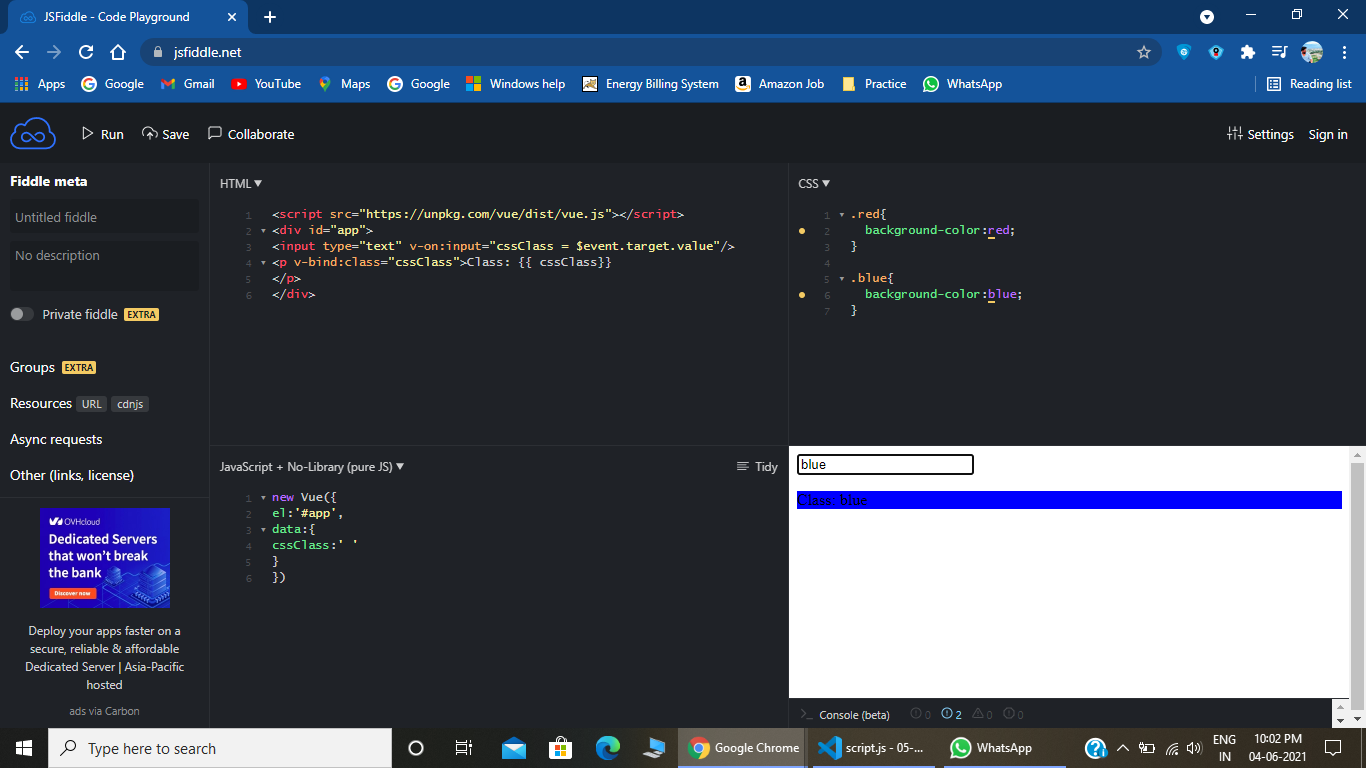 JSFiddle - Code Playground
jsfiddle.net
Apps Google Gmail YouTube Maps Google Windows help Energy Billing System Amazon Job Practice WhatsApp Reading list
Run Save Collaborate Settings Sign in
Fiddle meta
Untitled fiddle
No description
Private fiddle EXTRA
Groups EXTRA
Resources URL cdnjs
Async requests
Other (links, license)
OVHcloud
Dedicated Servers
that won't break
the bank
Discover now
Deploy your apps faster on a
secure, reliable & affordable
Dedicated Server | Asia-Pacific
hosted
ads via Carbon
HTML
1 <script src="https://unpkg.com/vue/dist/vue.js"></script>
2 <div id="app">
3 <input type="text" v-on:input="cssClass = $event.target.value"/>
4 <p v-bind:class="cssClass">Class: {{ cssClass}}
5 </p>
6 </div>
CSS
1 .red{
2 background-color:red;
3 }
4
5 .blue{
6 background-color:blue;
7 }
JavaScript + No-Library (pure JS) Tidy
1 new Vue({
2 el:'#app',
3 data:{
4 cssClass:' '
5 }
6 })
blue
Class: blue
>_ Console (beta) 0 2 0 0
Type here to search
Google Chrome
script.js - 05-...
WhatsApp
ENG
IN
10:02 PM
04-06-2021